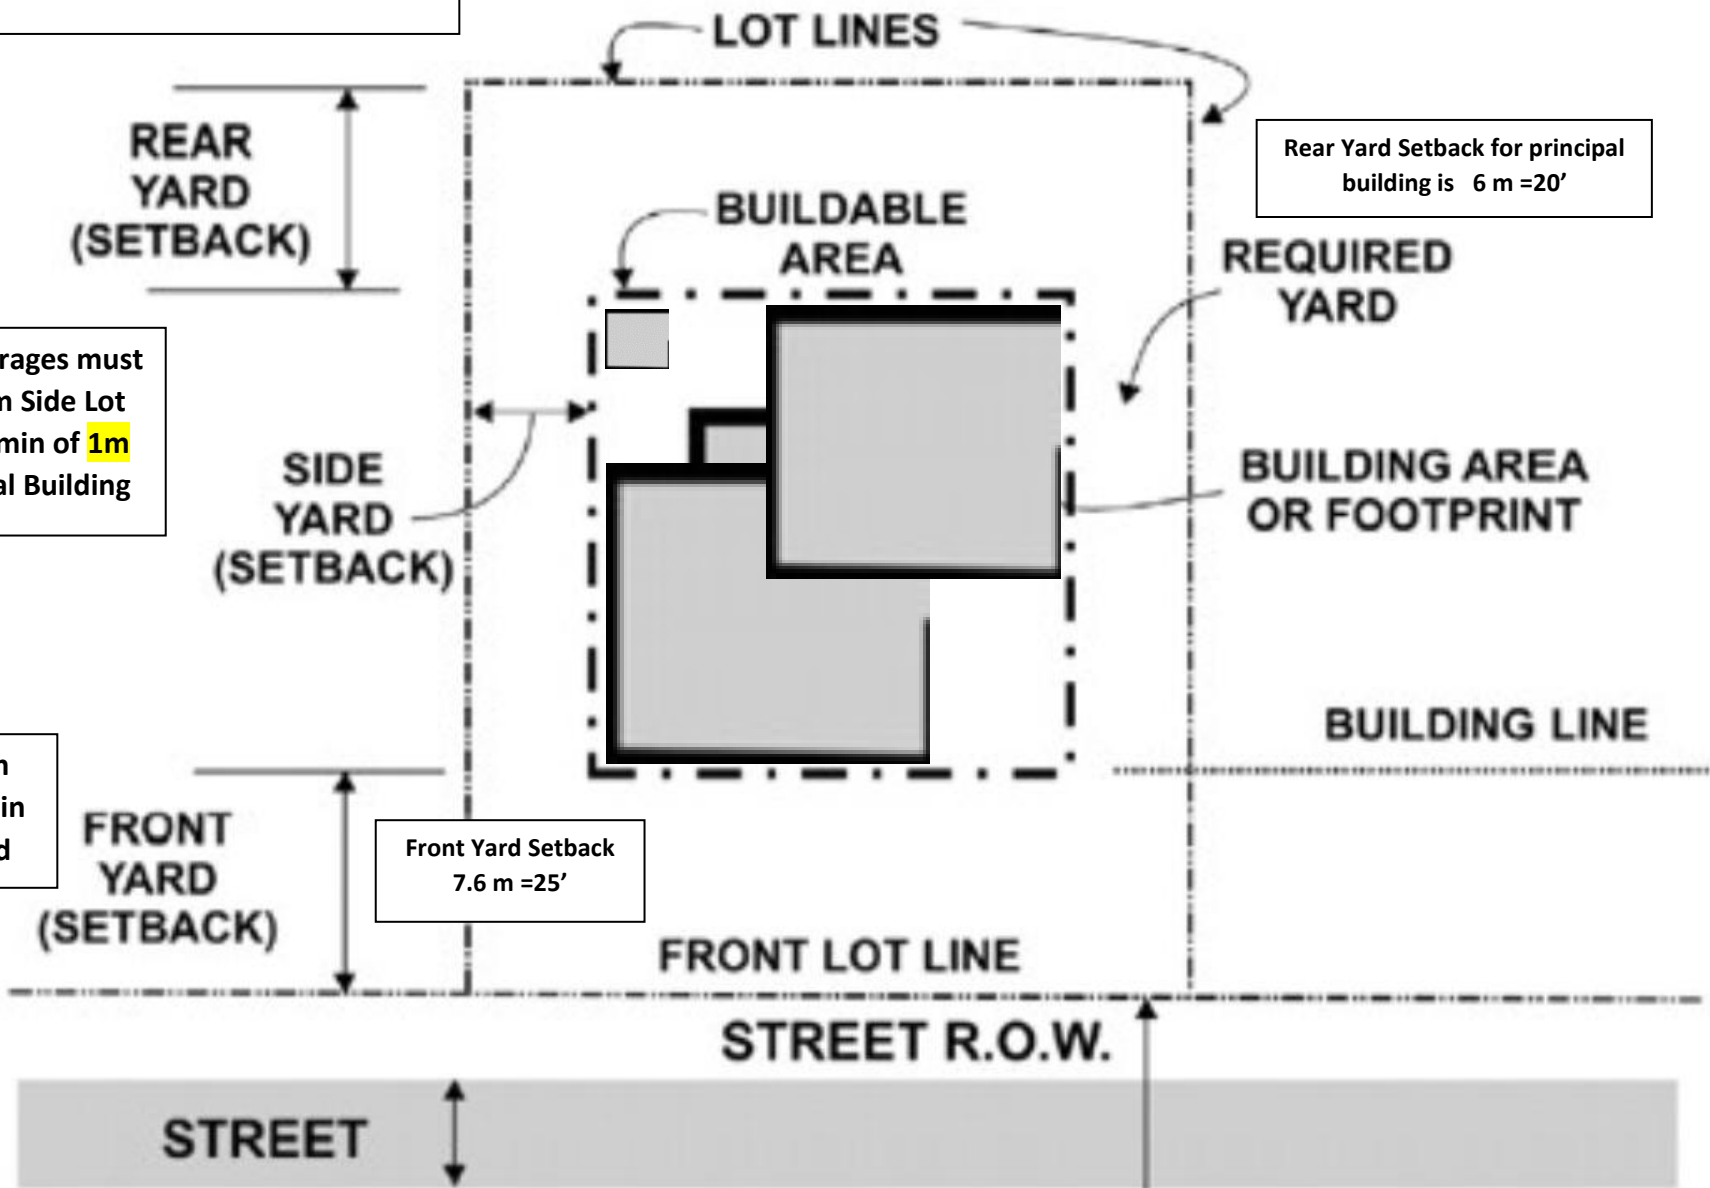 LOT LINES
REAR
YARD
(SETBACK)
Rear Yard Setback for principal
building is 6 m =20’
BUILDABLE
AREA
REQUIRED
YARD
must
Side Lot
min of 1m
Building
SIDE
YARD
(SETBACK)
BUILDING AREA
OR FOOTPRINT
BUILDING LINE
in
FRONT
YARD
(SETBACK)
Front Yard Setback
7.6 m =25’
FRONT LOT LINE
STREET R.O.W.
STREET